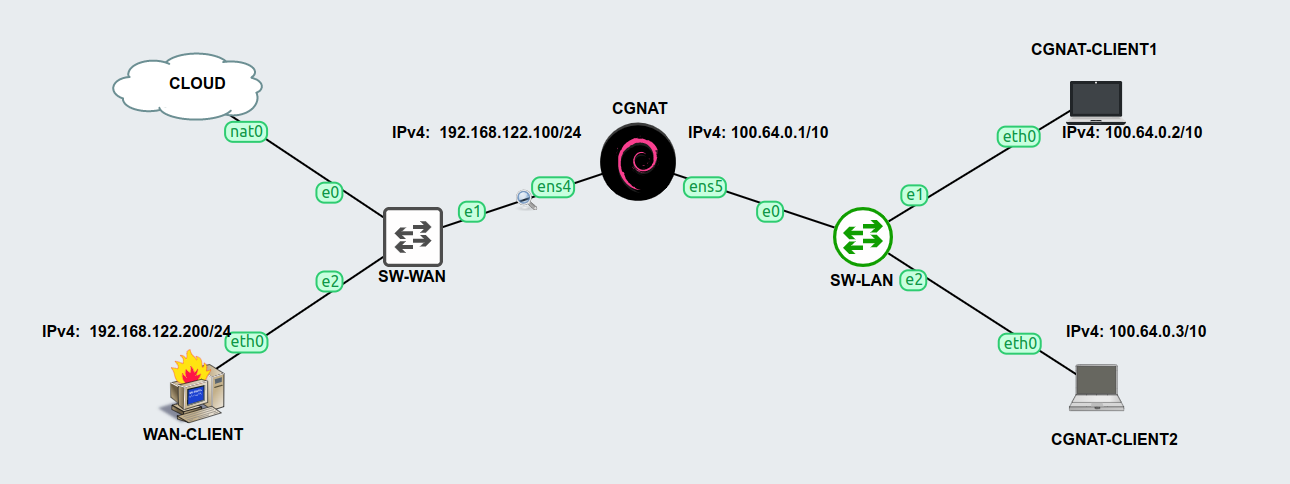 CGNAT-CLIENT1
CLOUD
CGNAT
nat0
IPv4: 192.168.122.100/24
IPv4: 100.64.0.1/10
eth0
IPv4: 100.64.0.2/10
e0
ens4
ens5
e1
e1
e0
SW-WAN
SW-LAN
e2
e2
IPv4: 192.168.122.200/24
eth0
eth0
IPv4: 100.64.0.3/10
WAN-CLIENT
CGNAT-CLIENT2